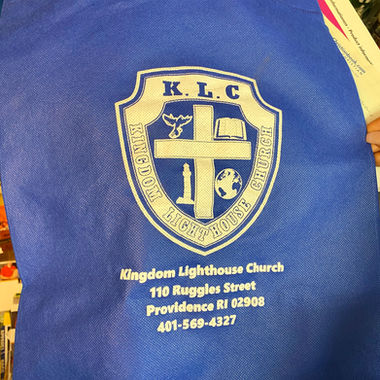 K. L. C
KINGDOM LIGHTHOUSE CHURCH
Kingdom Lighthouse Church
110 Ruggles Street
Providence RI 02908
401-569-4327